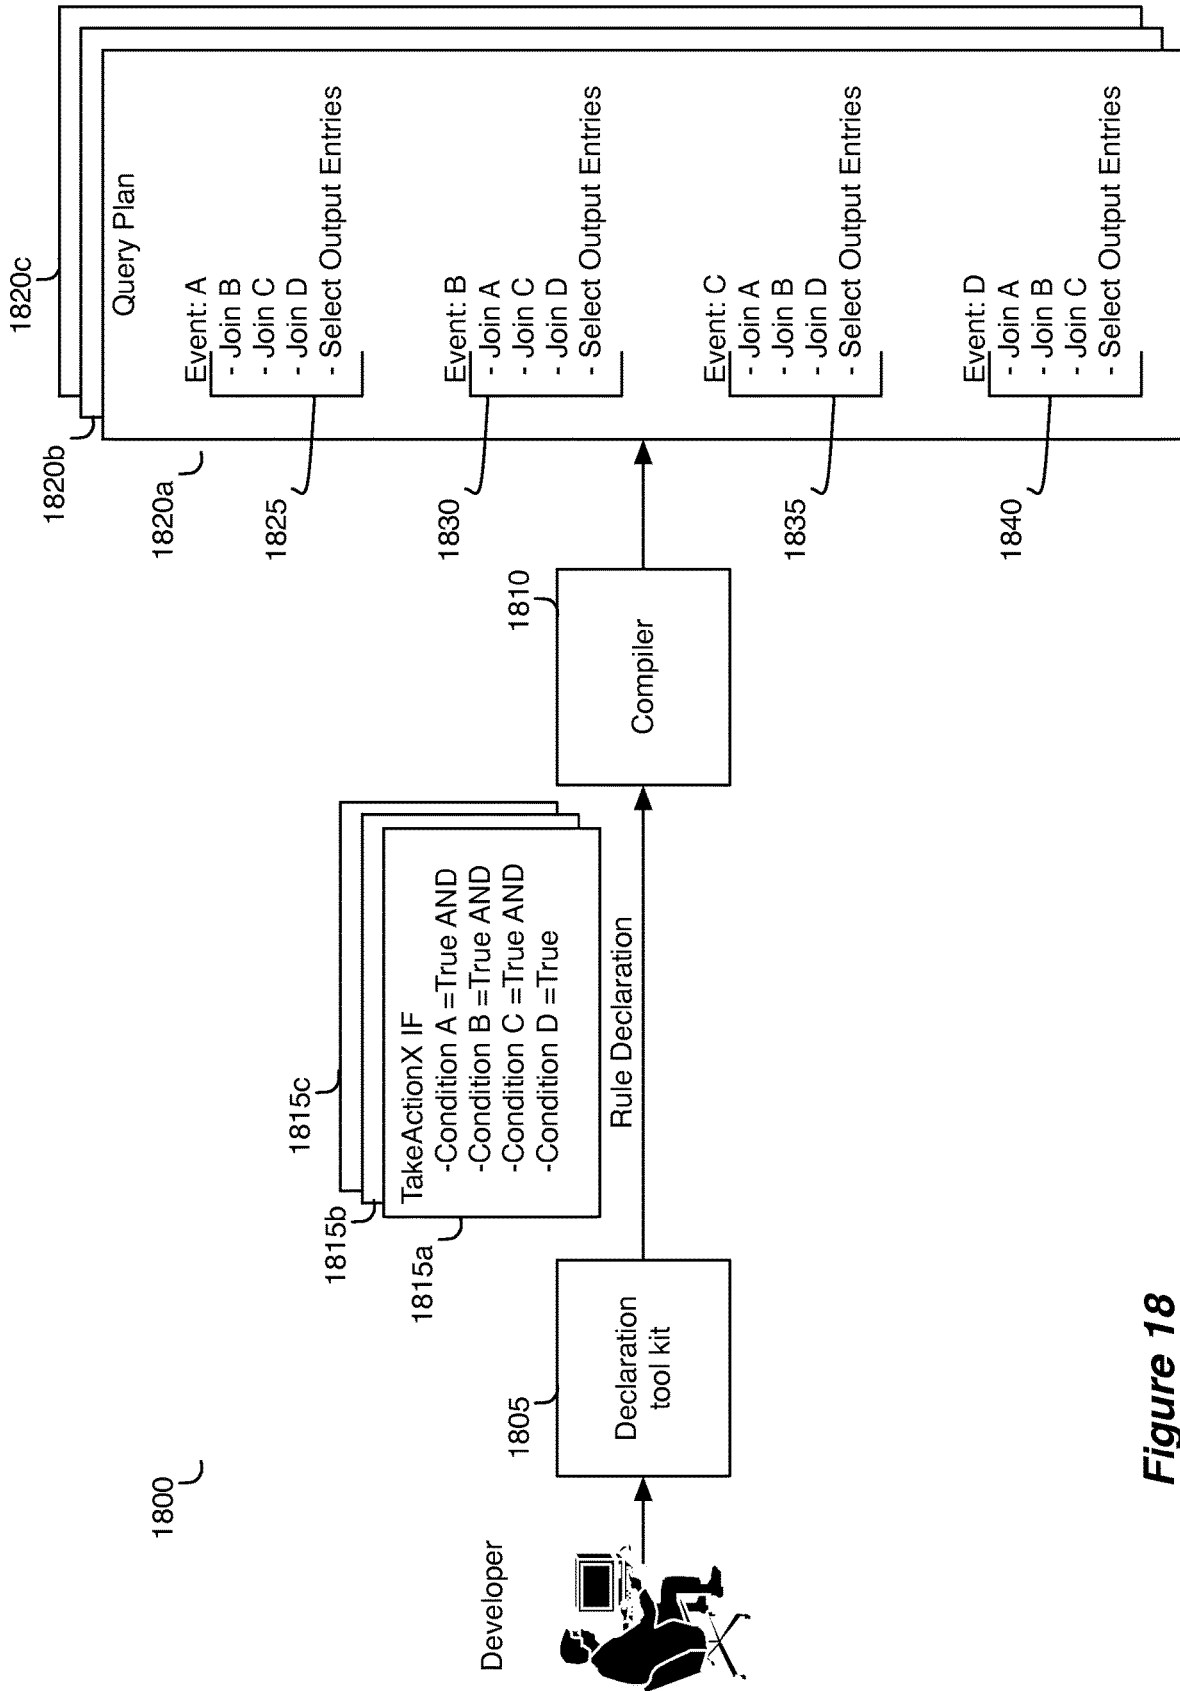 1800
Developer
1805
Declaration
tool kit
1815a
1815b
1815c
TakeActionX IF
-Condition A =True AND
-Condition B =True AND
-Condition C =True AND
-Condition D =True
Rule Declaration
1810
Compiler
1820a
1820b
1820c
Query Plan
1825
Event: A
- Join B
- Join C
- Join D
- Select Output Entries
1830
Event: B
- Join A
- Join C
- Join D
- Select Output Entries
1835
Event: C
- Join A
- Join B
- Join D
- Select Output Entries
1840
Event: D
- Join A
- Join B
- Join C
- Select Output Entries
Figure 18